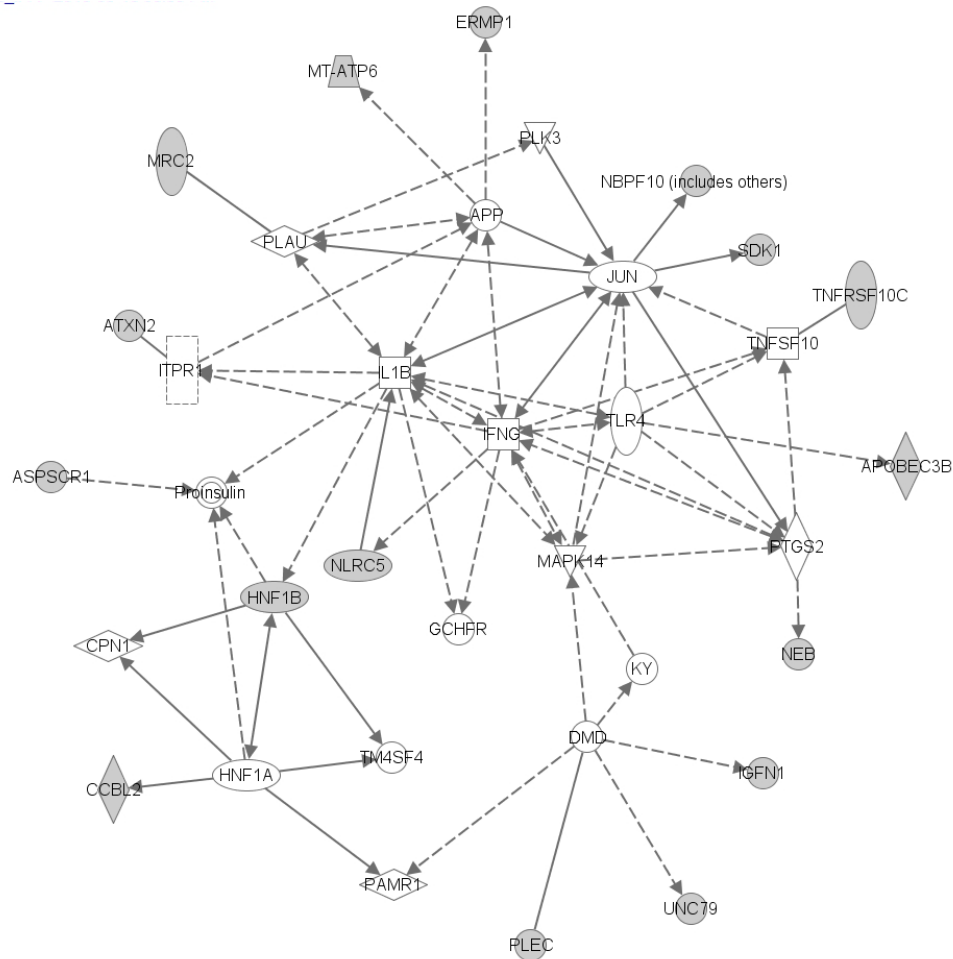 ERMP1
MT-ATP6
PLK3
MRC2
NBPF10 (includes others)
APP
PLAU
SDK1
JUN
TNFRSF10C
ATXN2
TNFSF10
ITPR1
IL1B
TLR4
IFNG
APOBEC3B
ASPSCR1
Proinsulin
PTGS2
MAPK14
NLRC5
HNF1B
GCHFR
CPN1
NEB
KY
DMD
TM4SF4
HNF1A
IGFN1
CCBL2
PAMR1
UNC79
PLEC